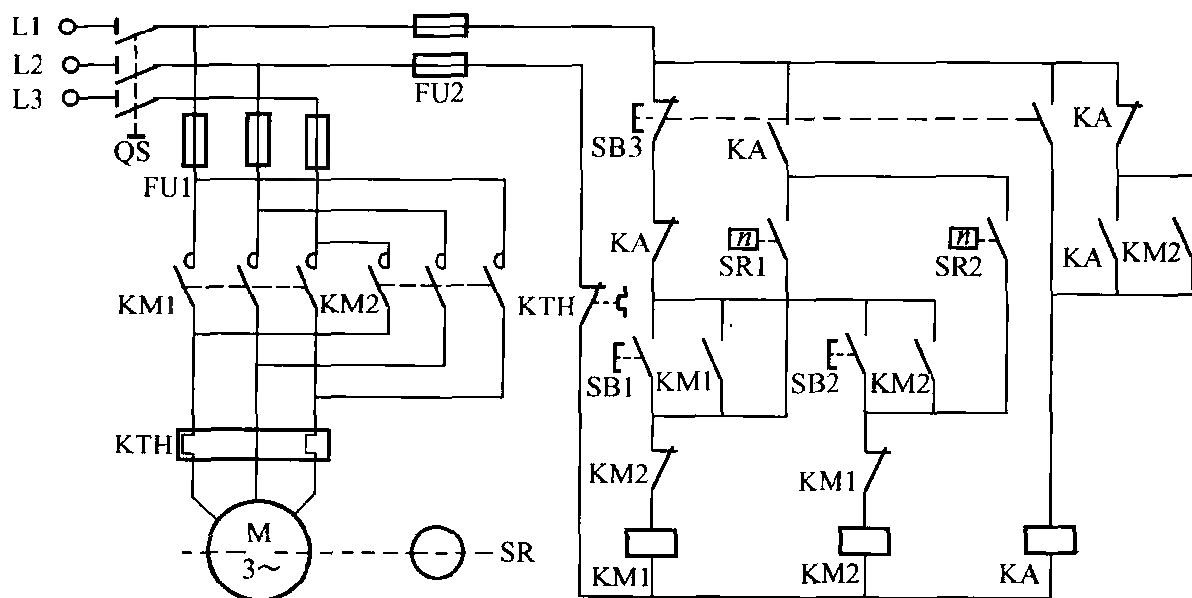 L1
L2
L3
QS
FU1
FU2
SB3
KA
KA
KA
n
SR1
n
SR2
KA
KM2
KM1
KM2
KTH
SB1
KM1
SB2
KM2
KTH
KM2
KM1
M
3～
SR
KM1
KM2
KA